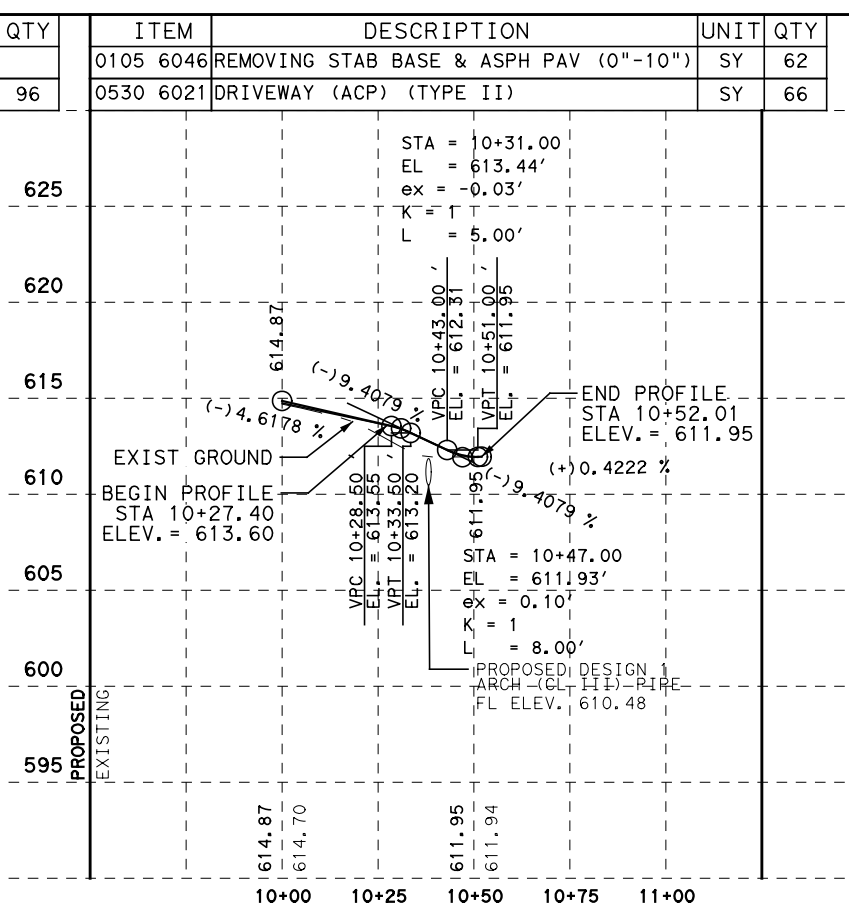 QTY ITEM DESCRIPTION UNIT QTY
0105 6046 REMOVING STAB BASE & ASPH PAV (0"-10") SY 62
96 0530 6021 DRIVEWAY (ACP) (TYPE II) SY 66
STA = 10+31.00
EL = 613.44'
ex = -0.03'
K = 1
L = 5.00'
625
620
615
610
605
600
595
614.87
VPC 10+43.00 '
EL. = 612.31
VPT 10+51.00 '
EL. = 611.95
(-)9.4079 %
(-)4.6178 %
END PROFILE
STA 10+52.01
ELEV. = 611.95
EXIST GROUND
BEGIN PROFILE
STA 10+27.40
ELEV. = 613.60
(+)0.4222 %
(-)9.4079 %
611.95
VPC 10+28.50 '
EL. = 613.55
VPT 10+33.50 '
EL. = 613.20
STA = 10+47.00
EL = 611.93'
ex = 0.10'
K = 1
L = 8.00'
PROPOSED DESIGN 1
ARCH (CL III) PIPE
FL ELEV. 610.48
PROPOSED
EXISTING
614.87
614.70
611.95
611.94
10+00 10+25 10+50 10+75 11+00